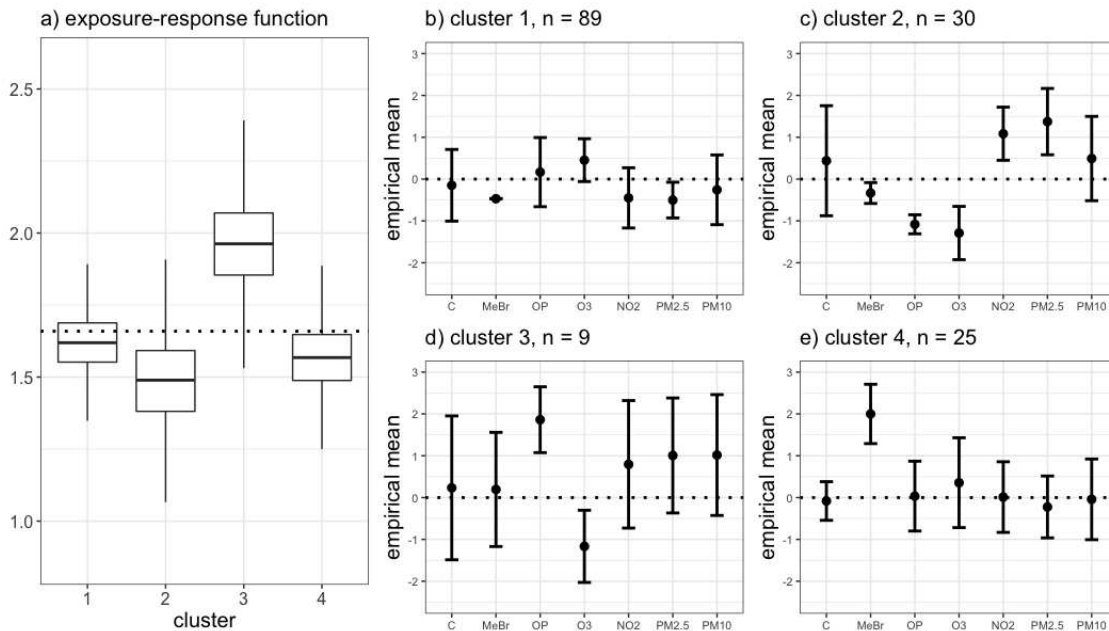 a) exposure-response function
2.5
2.0
1.5
1.0
1 2 3 4
cluster
b) cluster 1, n = 89
empirical mean
3
2
1
0
-1
-2
C MeBr OP O3 NO2 PM2.5 PM10
c) cluster 2, n = 30
empirical mean
3
2
1
0
-1
-2
C MeBr OP O3 NO2 PM2.5 PM10
d) cluster 3, n = 9
empirical mean
3
2
1
0
-1
-2
C MeBr OP O3 NO2 PM2.5 PM10
e) cluster 4, n = 25
empirical mean
3
2
1
0
-1
-2
C MeBr OP O3 NO2 PM2.5 PM10